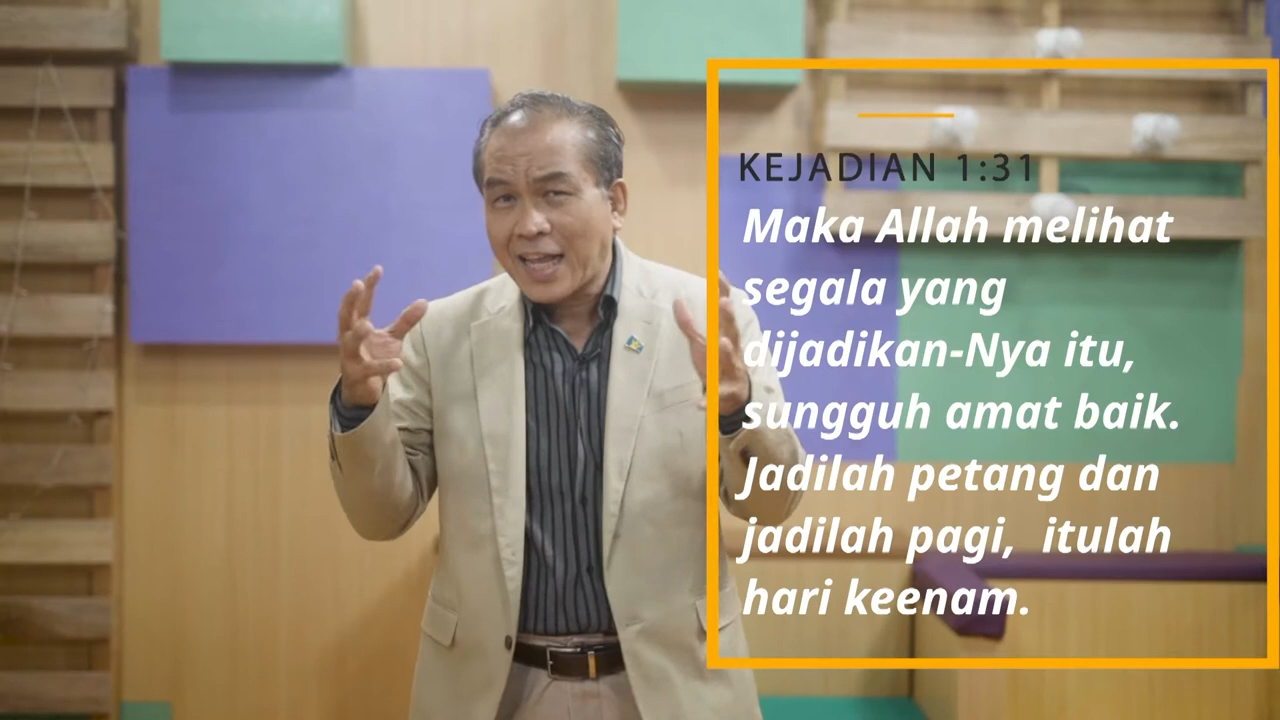 KEJADIAN 1:31
Maka Allah melihat
segala yang
dijadikan-Nya itu,
sungguh amat baik.
Jadilah petang dan
jadilah pagi, itulah
hari keenam.